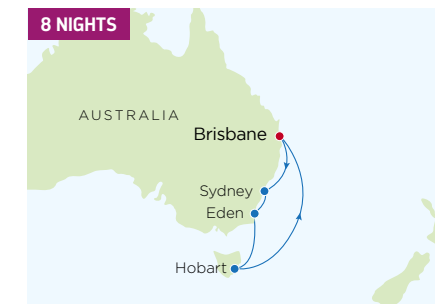 8 NIGHTS
AUSTRALIA
Brisbane
Sydney
Eden
Hobart